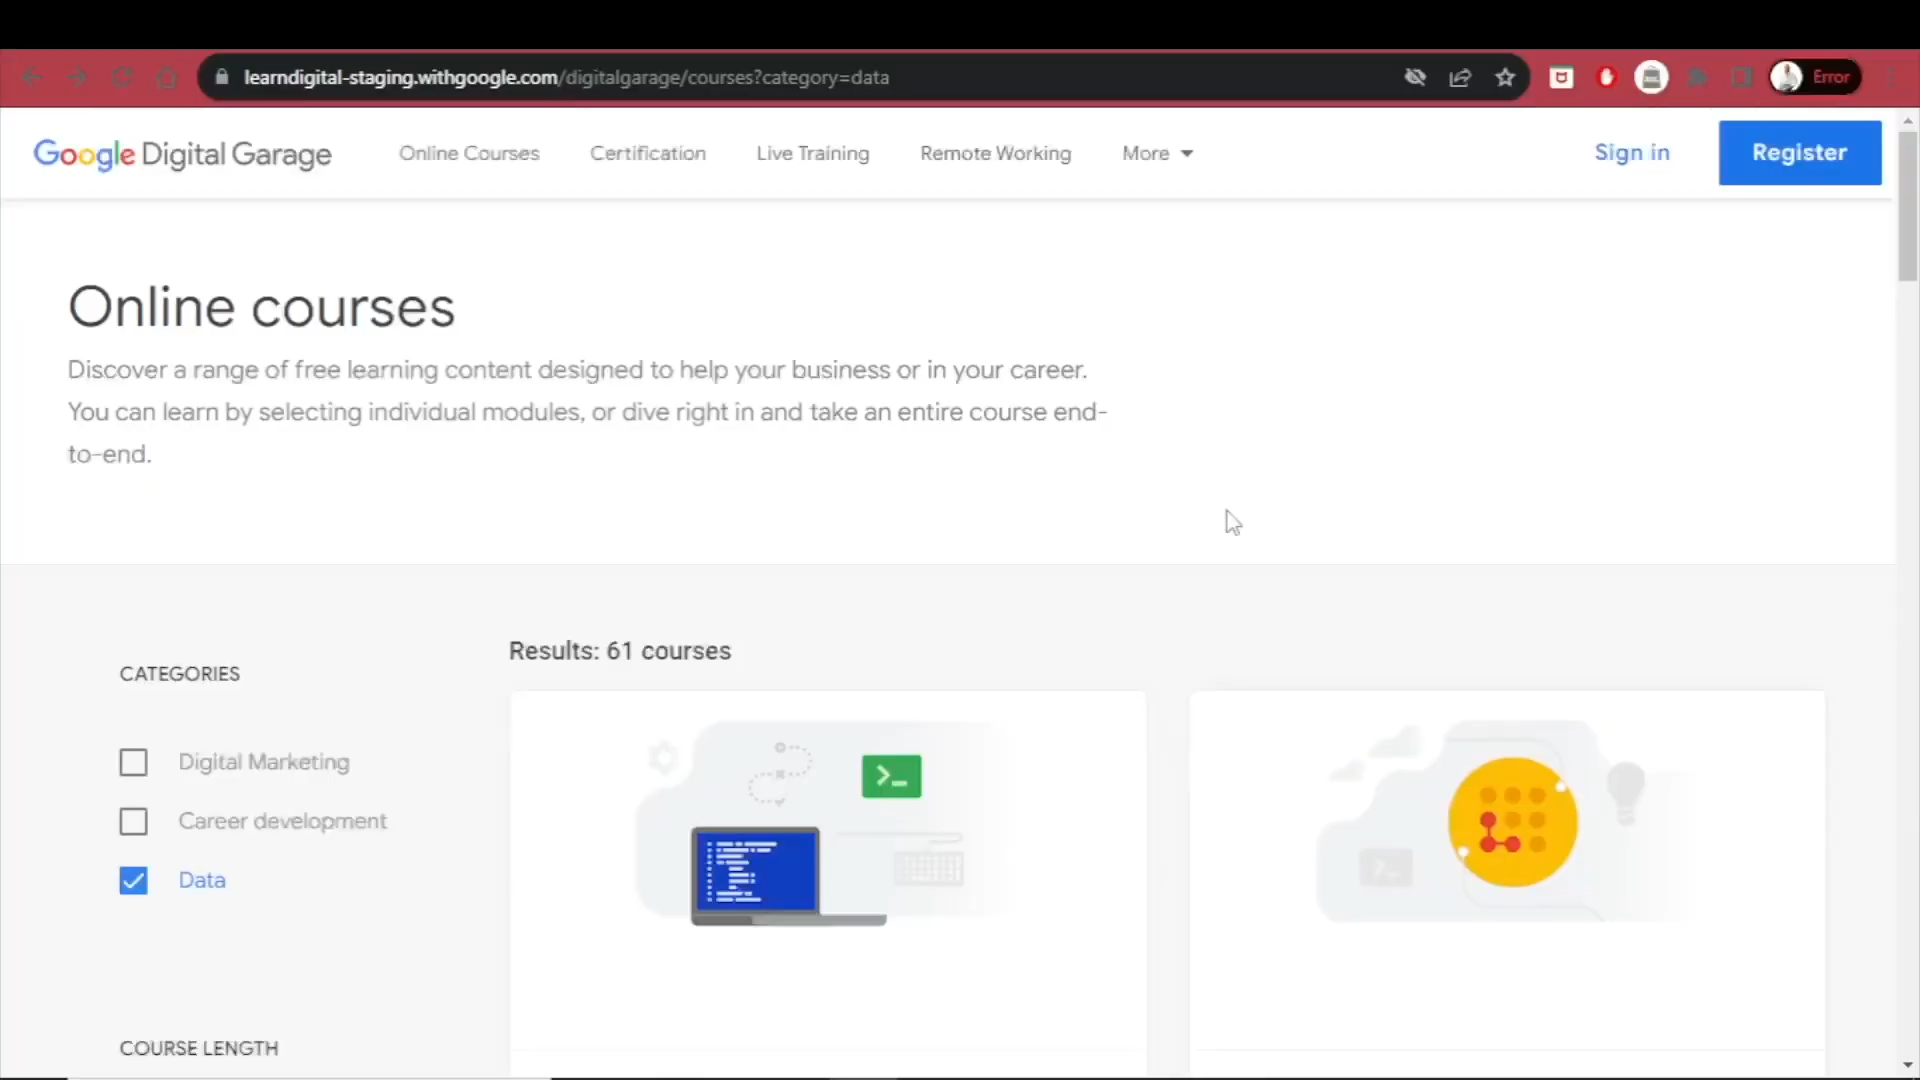 learndigital-staging.withgoogle.com/digitalgarage/courses?category=data
Error
Google Digital Garage
Online Courses
Certification
Live Training
Remote Working
More
Sign in
Register
Online courses
Discover a range of free learning content designed to help your business or in your career.
You can learn by selecting individual modules, or dive right in and take an entire course end-
to-end.
Results: 61 courses
CATEGORIES
Digital Marketing
Career development
Data
COURSE LENGTH